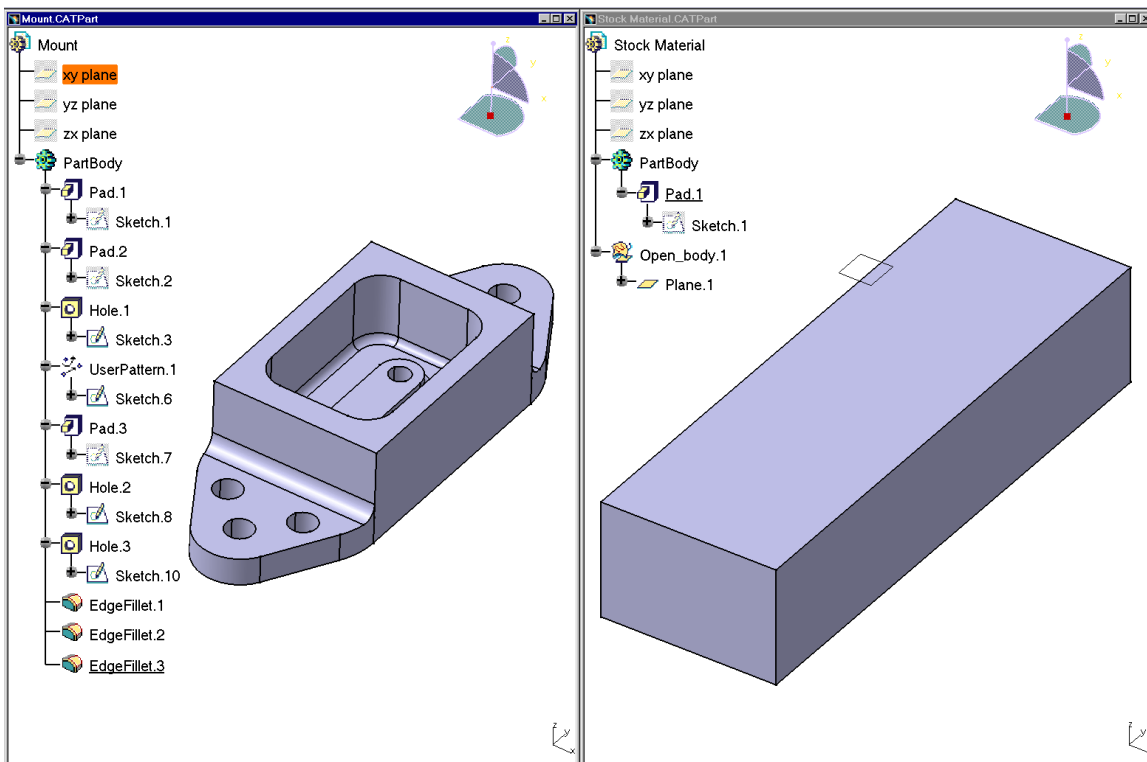 Mount.CATPart
Mount
xy plane
yz plane
zx plane
PartBody
Pad.1
Sketch.1
Pad.2
Sketch.2
Hole.1
Sketch.3
UserPattern.1
Sketch.6
Pad.3
Sketch.7
Hole.2
Sketch.8
Hole.3
Sketch.10
EdgeFillet.1
EdgeFillet.2
EdgeFillet.3
z
y
x
z
y
x
Stock Material.CATPart
Stock Material
xy plane
yz plane
zx plane
PartBody
Pad.1
Sketch.1
Open_body.1
Plane.1
z
y
x
z
y